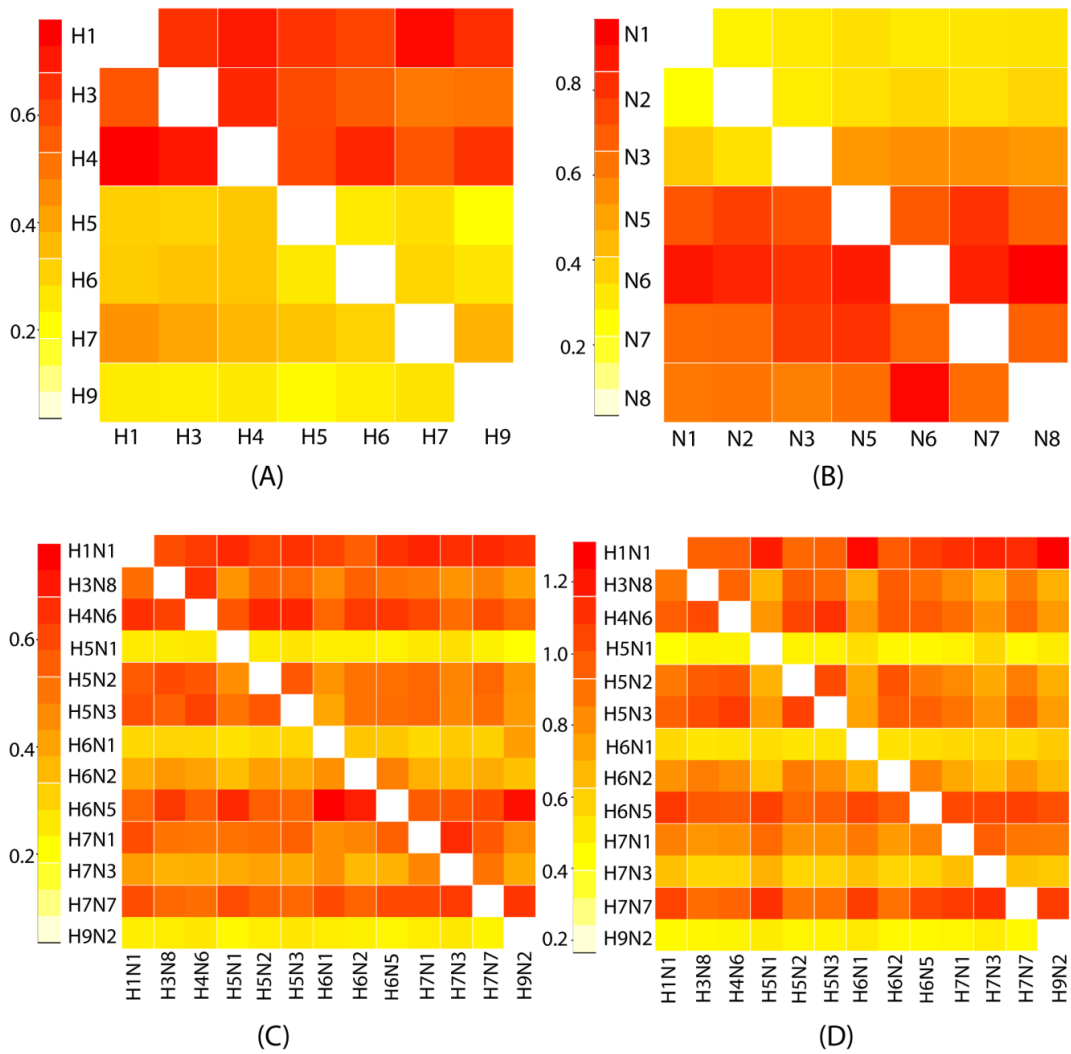 H1
H3
H4
H5
H6
H7
H9
0.6
0.4
0.2
H1 H3 H4 H5 H6 H7 H9
(A)
N1
N2
N3
N5
N6
N7
N8
0.8
0.6
0.4
0.2
N1 N2 N3 N5 N6 N7 N8
(B)
H1N1
H3N8
H4N6
H5N1
H5N2
H5N3
H6N1
H6N2
H6N5
H7N1
H7N3
H7N7
H9N2
0.6
0.4
0.2
H1N1 H3N8 H4N6 H5N1 H5N2 H5N3 H6N1 H6N2 H6N5 H7N1 H7N3 H7N7 H9N2
(C)
H1N1
H3N8
H4N6
H5N1
H5N2
H5N3
H6N1
H6N2
H6N5
H7N1
H7N3
H7N7
H9N2
1.2
1.0
0.8
0.6
0.4
0.2
H1N1 H3N8 H4N6 H5N1 H5N2 H5N3 H6N1 H6N2 H6N5 H7N1 H7N3 H7N7 H9N2
(D)